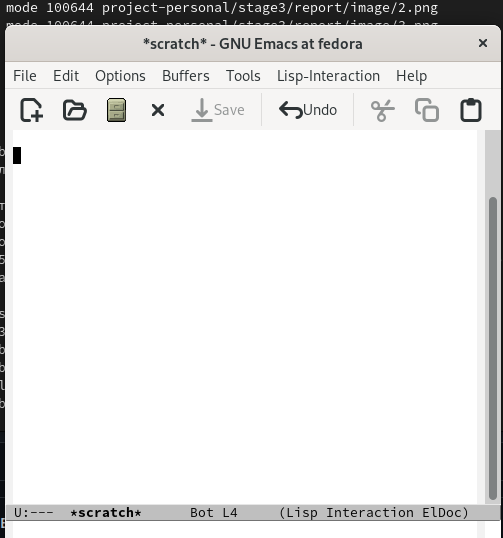 mode 100644 project-personal/stage3/report/image/2.png
mode 100644 project-personal/stage3/report/image/3.png
*scratch* - GNU Emacs at fedora
File Edit Options Buffers Tools Lisp-Interaction Help
Save Undo
U:--- *scratch* Bot L4 (Lisp Interaction ElDoc)